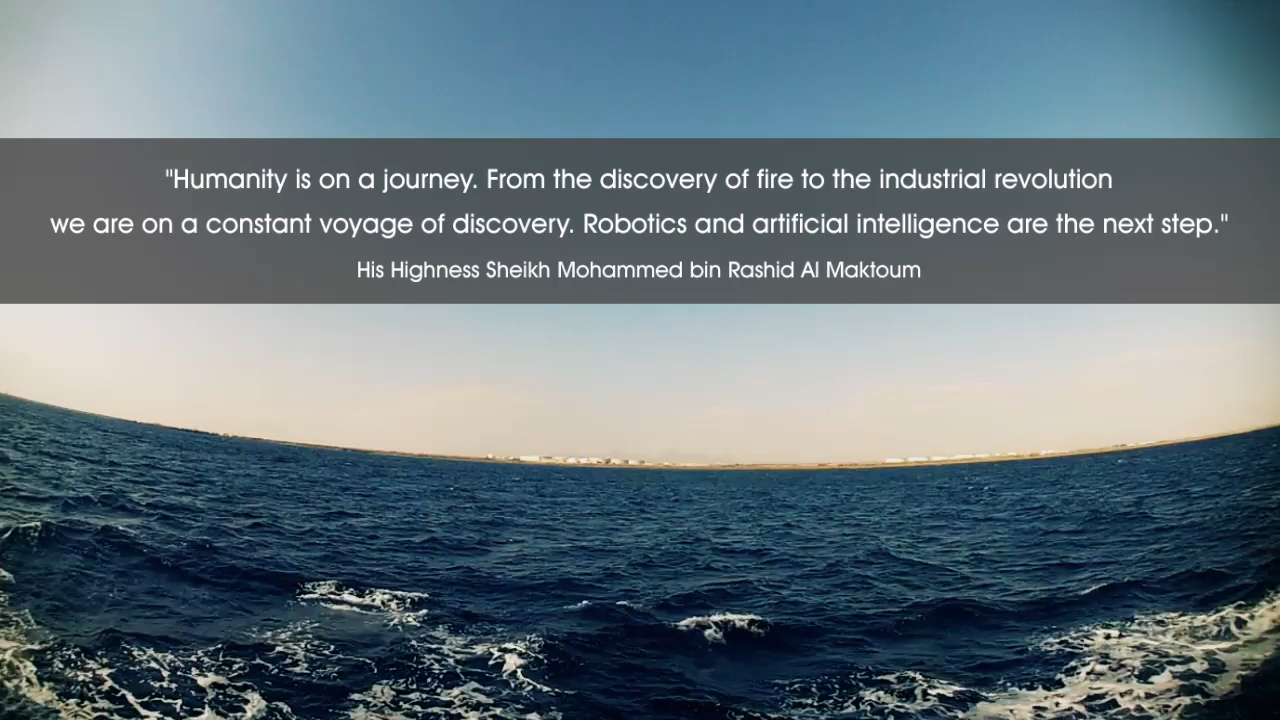 "Humanity is on a journey. From the discovery of fire to the industrial revolution
we are on a constant voyage of discovery. Robotics and artificial intelligence are the next step."
His Highness Sheikh Mohammed bin Rashid Al Maktoum